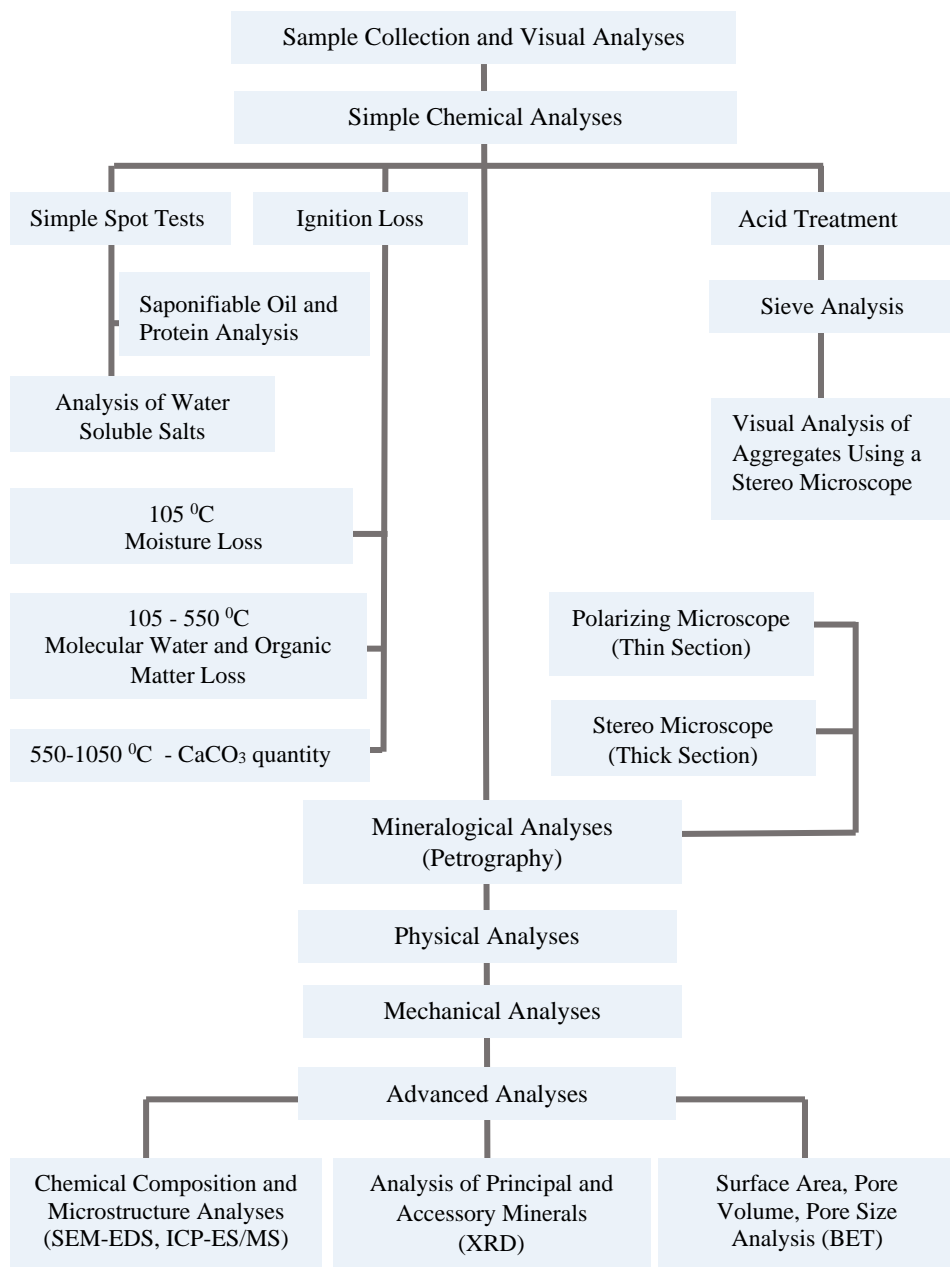 Sample Collection and Visual Analyses
Simple Chemical Analyses
Simple Spot Tests
Ignition Loss
Acid Treatment
Saponifiable Oil and
Protein Analysis
Sieve Analysis
Analysis of Water
Soluble Salts
Visual Analysis of
Aggregates Using a
Stereo Microscope
105 ⁰C
Moisture Loss
105 - 550 ⁰C
Molecular Water and Organic
Matter Loss
550-1050 ⁰C - CaCO₃ quantity
Polarizing Microscope
(Thin Section)
Stereo Microscope
(Thick Section)
Mineralogical Analyses
(Petrography)
Physical Analyses
Mechanical Analyses
Advanced Analyses
Chemical Composition and
Microstructure Analyses
(SEM-EDS, ICP-ES/MS)
Analysis of Principal and
Accessory Minerals
(XRD)
Surface Area, Pore
Volume, Pore Size
Analysis (BET)